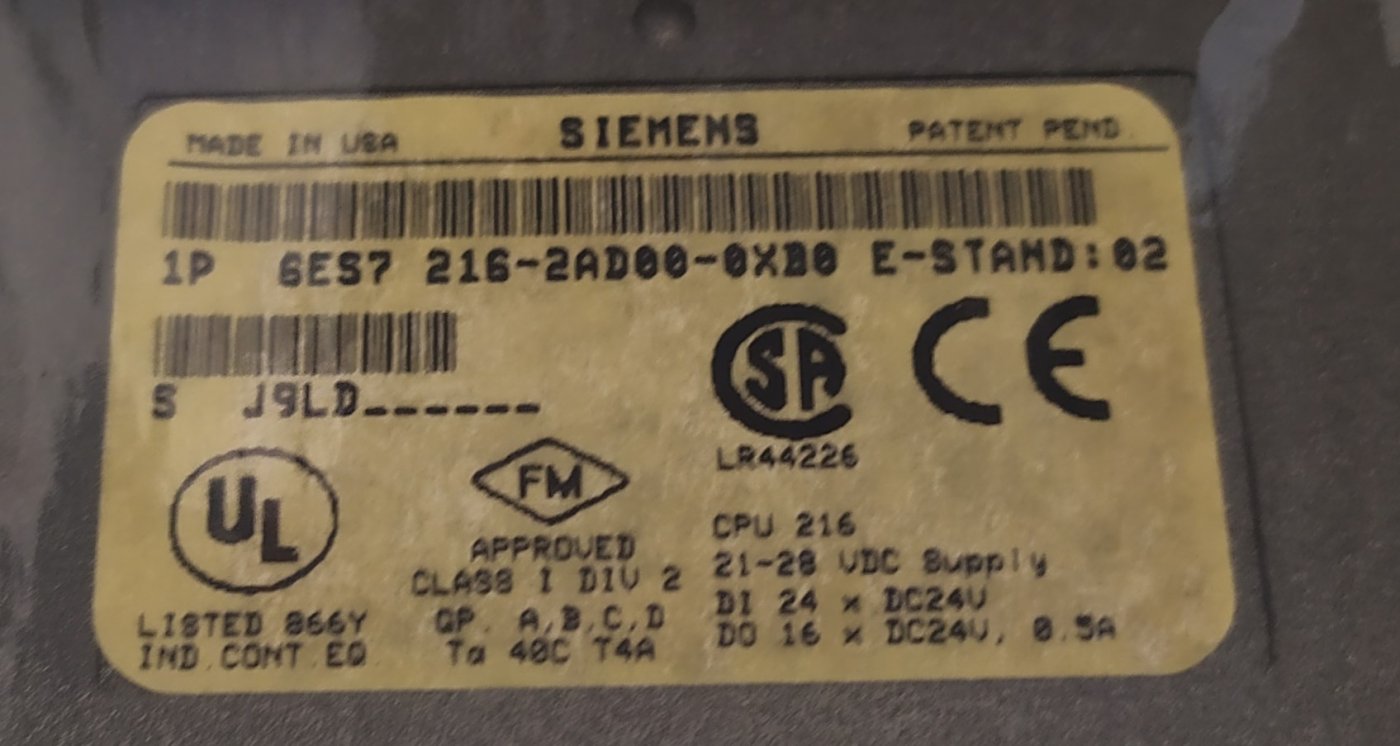 MADE IN USA SIEMENS PATENT PEND.
1P 6ES7 216-2AD00-0XB0 E-STAND:02
S J9LD______
SA
CE
LR44226
UL
FM
APPROVED
CLASS I DIV 2
GP. A,B,C,D
Ta 40C T4A
LISTED 866Y
IND.CONT.EQ.
CPU 216
21-28 VDC Supply
DI 24 x DC24V
DO 16 x DC24V, 0.5A